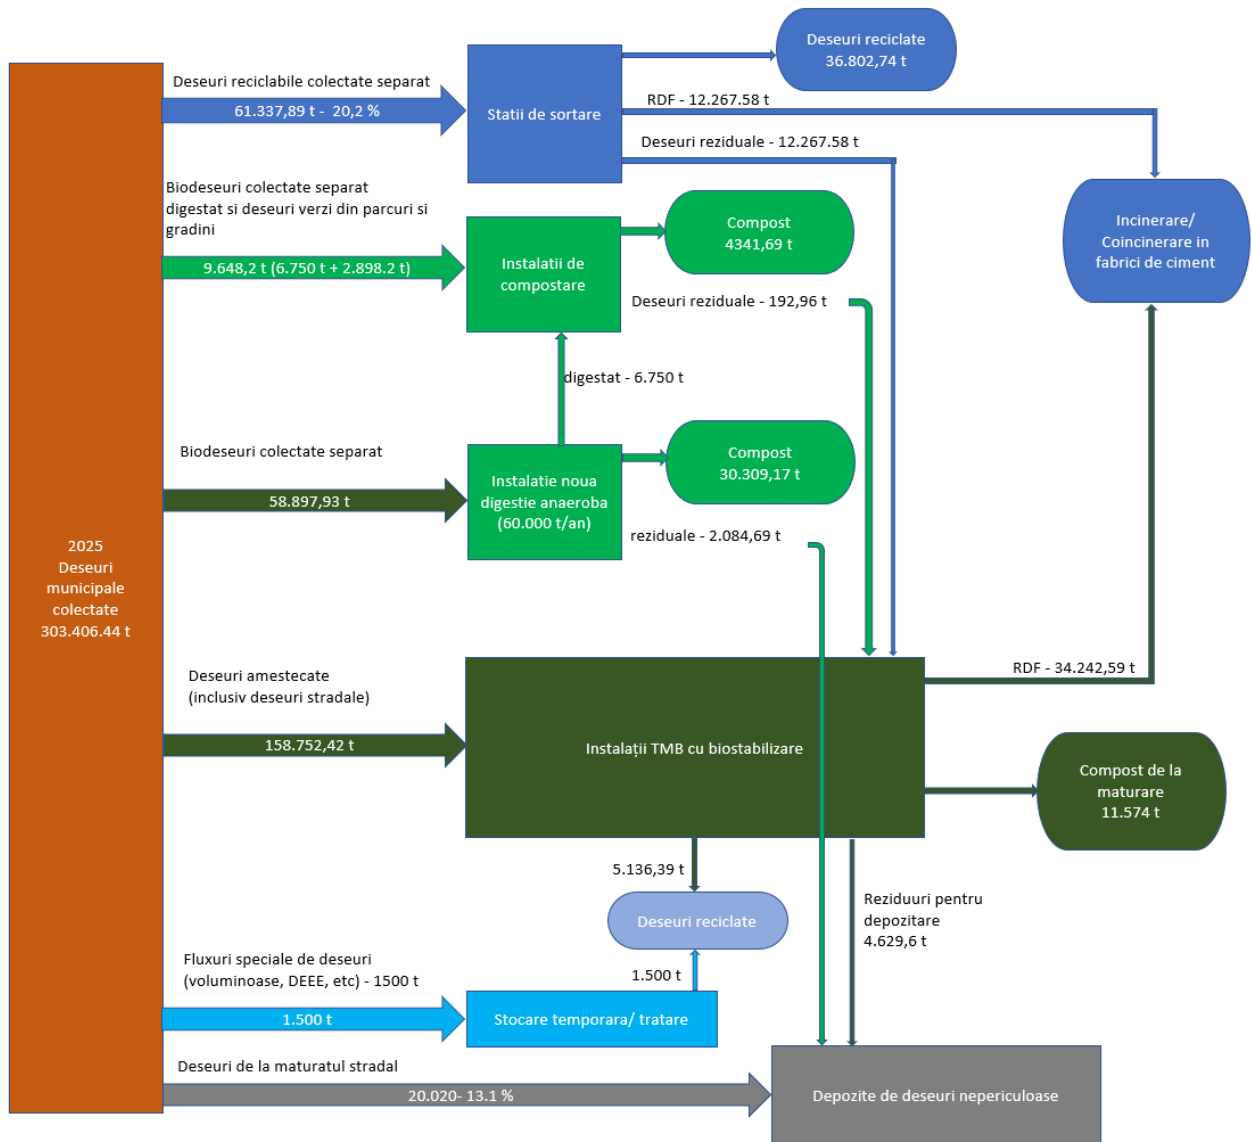 Deseuri reciclate
36.802,74 t
Deseuri reciclabile colectate separat
61.337,89 t -  20,2 %
Statii de sortare
RDF - 12.267.58 t
Deseuri reziduale - 12.267.58 t
Biodeseuri colectate separat
digestat si deseuri verzi din parcuri si
gradini
9.648,2 t (6.750 t + 2.898.2 t)
Instalatii de
compostare
Compost
4341,69 t
Incinerare/
Coincinerare in
fabrici de ciment
Deseuri reziduale - 192,96 t
digestat - 6.750 t
Biodeseuri colectate separat
58.897,93 t
Instalatie noua
digestie anaeroba
(60.000 t/an)
Compost
30.309,17 t
reziduale - 2.084,69 t
2025
Deseuri
municipale
colectate
303.406.44 t
Deseuri amestecate
(inclusiv deseuri stradale)
158.752,42 t
Instalații TMB cu biostabilizare
RDF - 34.242,59 t
Compost de la
maturare
11.574 t
5.136,39 t
Deseuri reciclate
Reziduuri pentru
depozitare
4.629,6 t
Fluxuri speciale de deseuri
(voluminoase, DEEE, etc) - 1500 t
1.500 t
Stocare temporara/ tratare
1.500 t
Deseuri de la maturatul stradal
20.020- 13.1 %
Depozite de deseuri nepericuloase